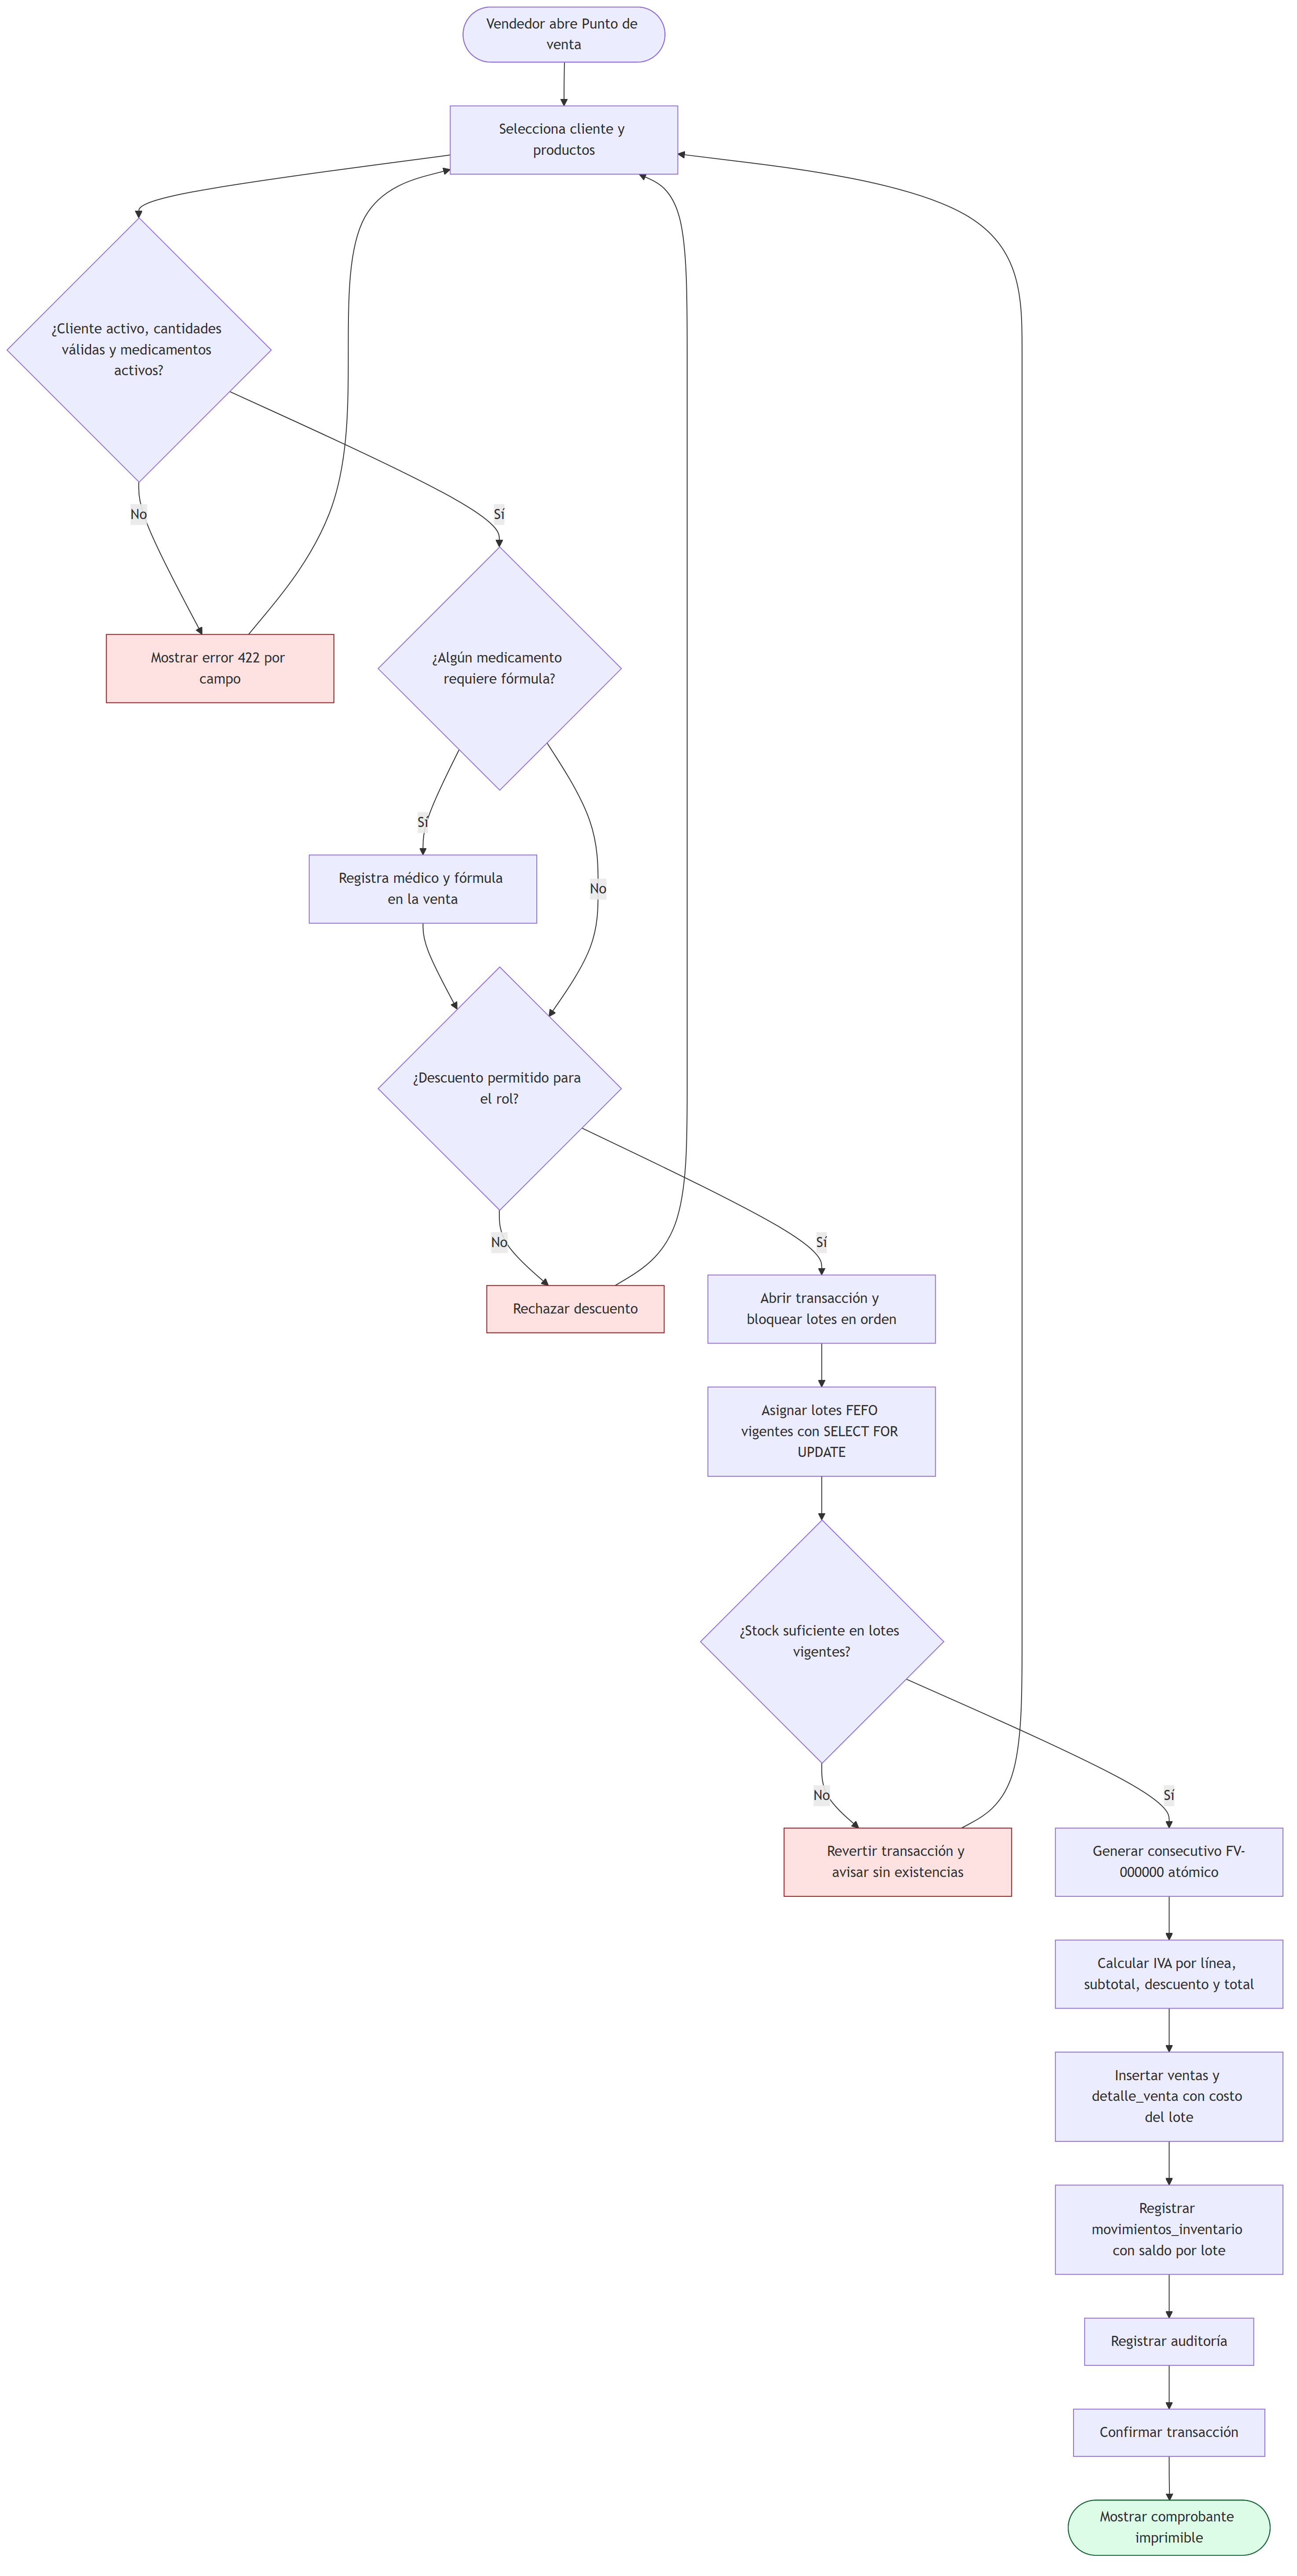 Vendedor abre Punto de
venta
Selecciona cliente y
productos
¿Cliente activo, cantidades
válidas y medicamentos
activos?
No
Sí
Mostrar error 422 por
campo
¿Algún medicamento
requiere fórmula?
Sí
No
Registra médico y fórmula
en la venta
¿Descuento permitido para
el rol?
No
Sí
Rechazar descuento
Abrir transacción y
bloquear lotes en orden
Asignar lotes FEFO
vigentes con SELECT FOR
UPDATE
¿Stock suficiente en lotes
vigentes?
No
Sí
Revertir transacción y
avisar sin existencias
Generar consecutivo FV-
000000 atómico
Calcular IVA por línea,
subtotal, descuento y total
Insertar ventas y
detalle_venta con costo
del lote
Registrar
movimientos_inventario
con saldo por lote
Registrar auditoría
Confirmar transacción
Mostrar comprobante
imprimible